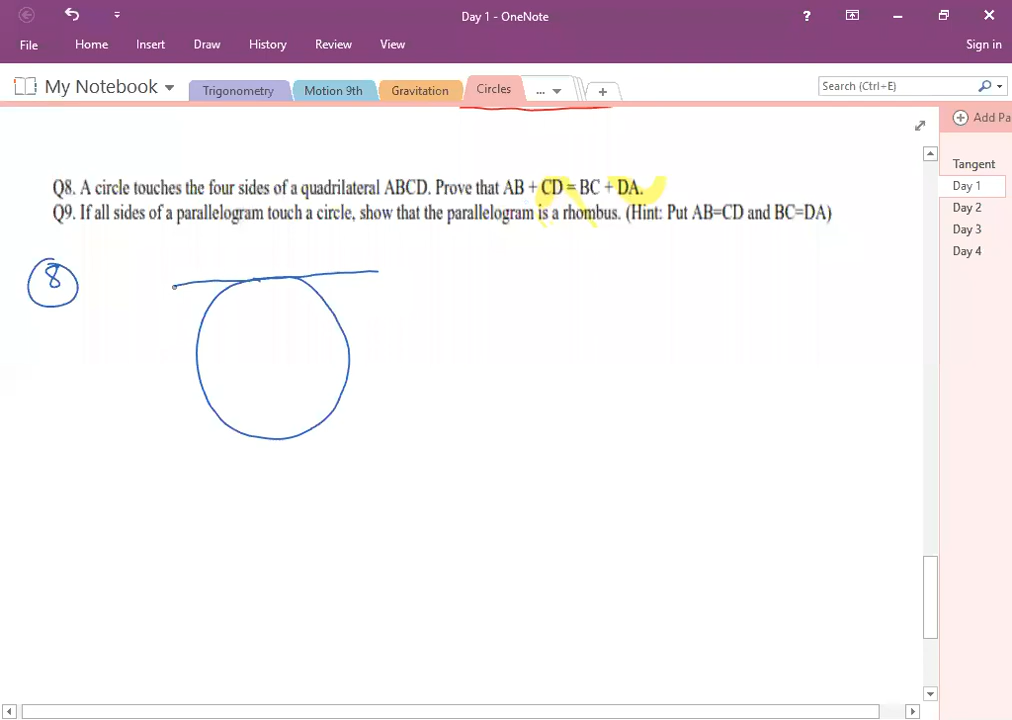 Day 1 - OneNote
?
File Home Insert Draw History Review View Sign in
My Notebook Trigonometry Motion 9th Gravitation Circles ... + Search (Ctrl+E)
Add Pa
Tangent
Day 1
Day 2
Day 3
Day 4
Q8. A circle touches the four sides of a quadrilateral ABCD. Prove that AB + CD = BC + DA.
Q9. If all sides of a parallelogram touch a circle, show that the parallelogram is a rhombus. (Hint: Put AB=CD and BC=DA)
8